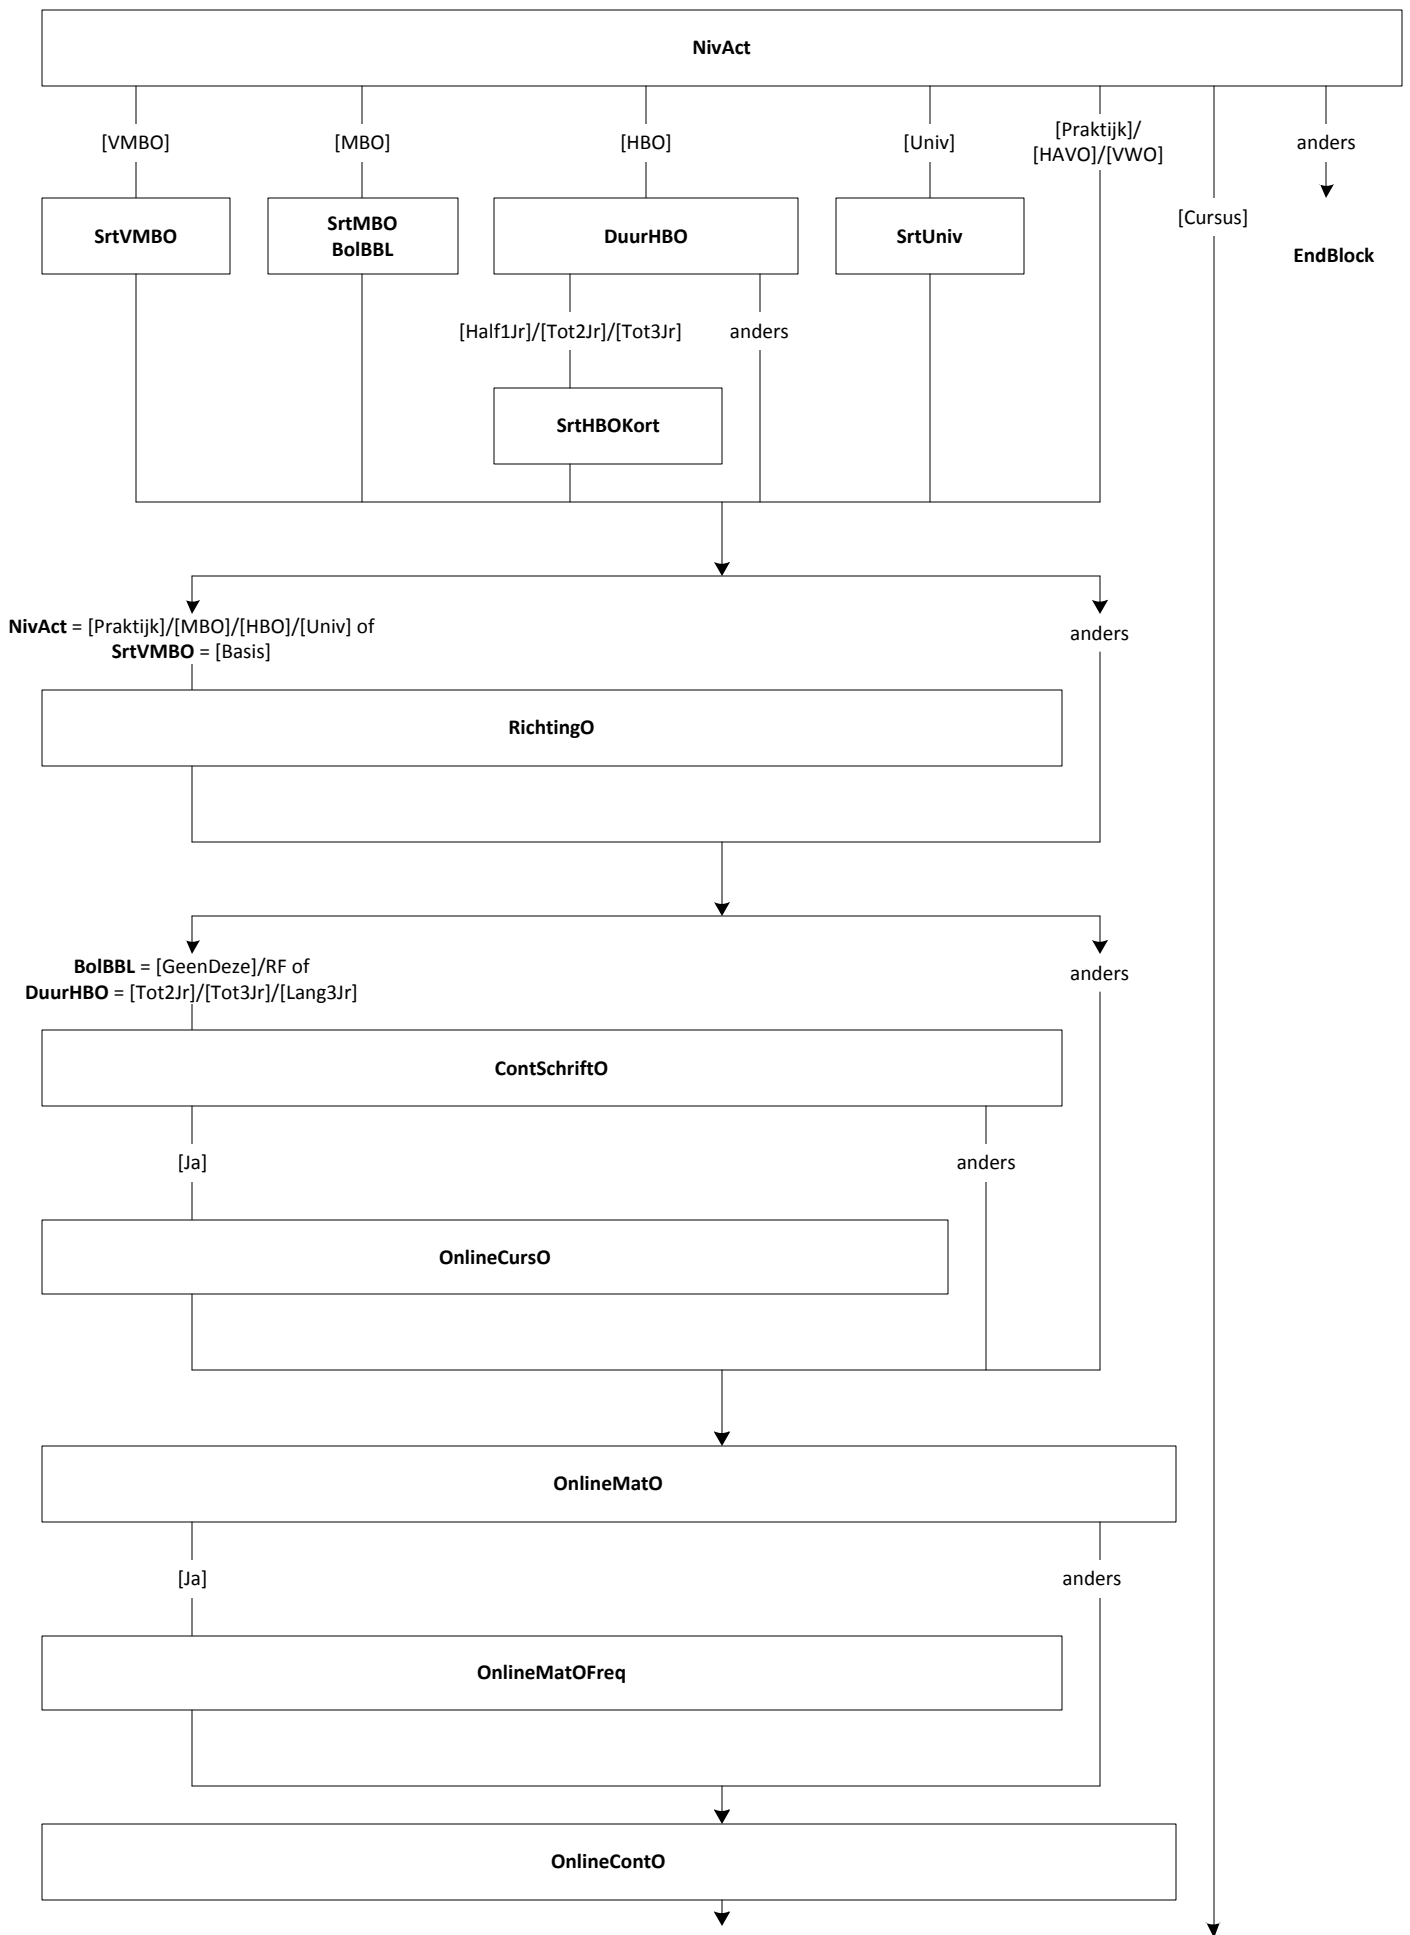 NivAct
[VMBO]
[MBO]
[HBO]
[Univ]
[Praktijk]/
[HAVO]/[VWO]
anders
[Cursus]
SrtVMBO
SrtMBO
BolBBL
DuurHBO
SrtUniv
EndBlock
[Half1Jr]/[Tot2Jr]/[Tot3Jr]
anders
SrtHBOKort
NivAct = [Praktijk]/[MBO]/[HBO]/[Univ] of
SrtVMBO = [Basis]
anders
RichtingO
BolBBL = [GeenDeze]/RF of
DuurHBO = [Tot2Jr]/[Tot3Jr]/[Lang3Jr]
anders
ContSchriftO
[Ja]
anders
OnlineCursO
OnlineMatO
[Ja]
anders
OnlineMatOFreq
OnlineContO